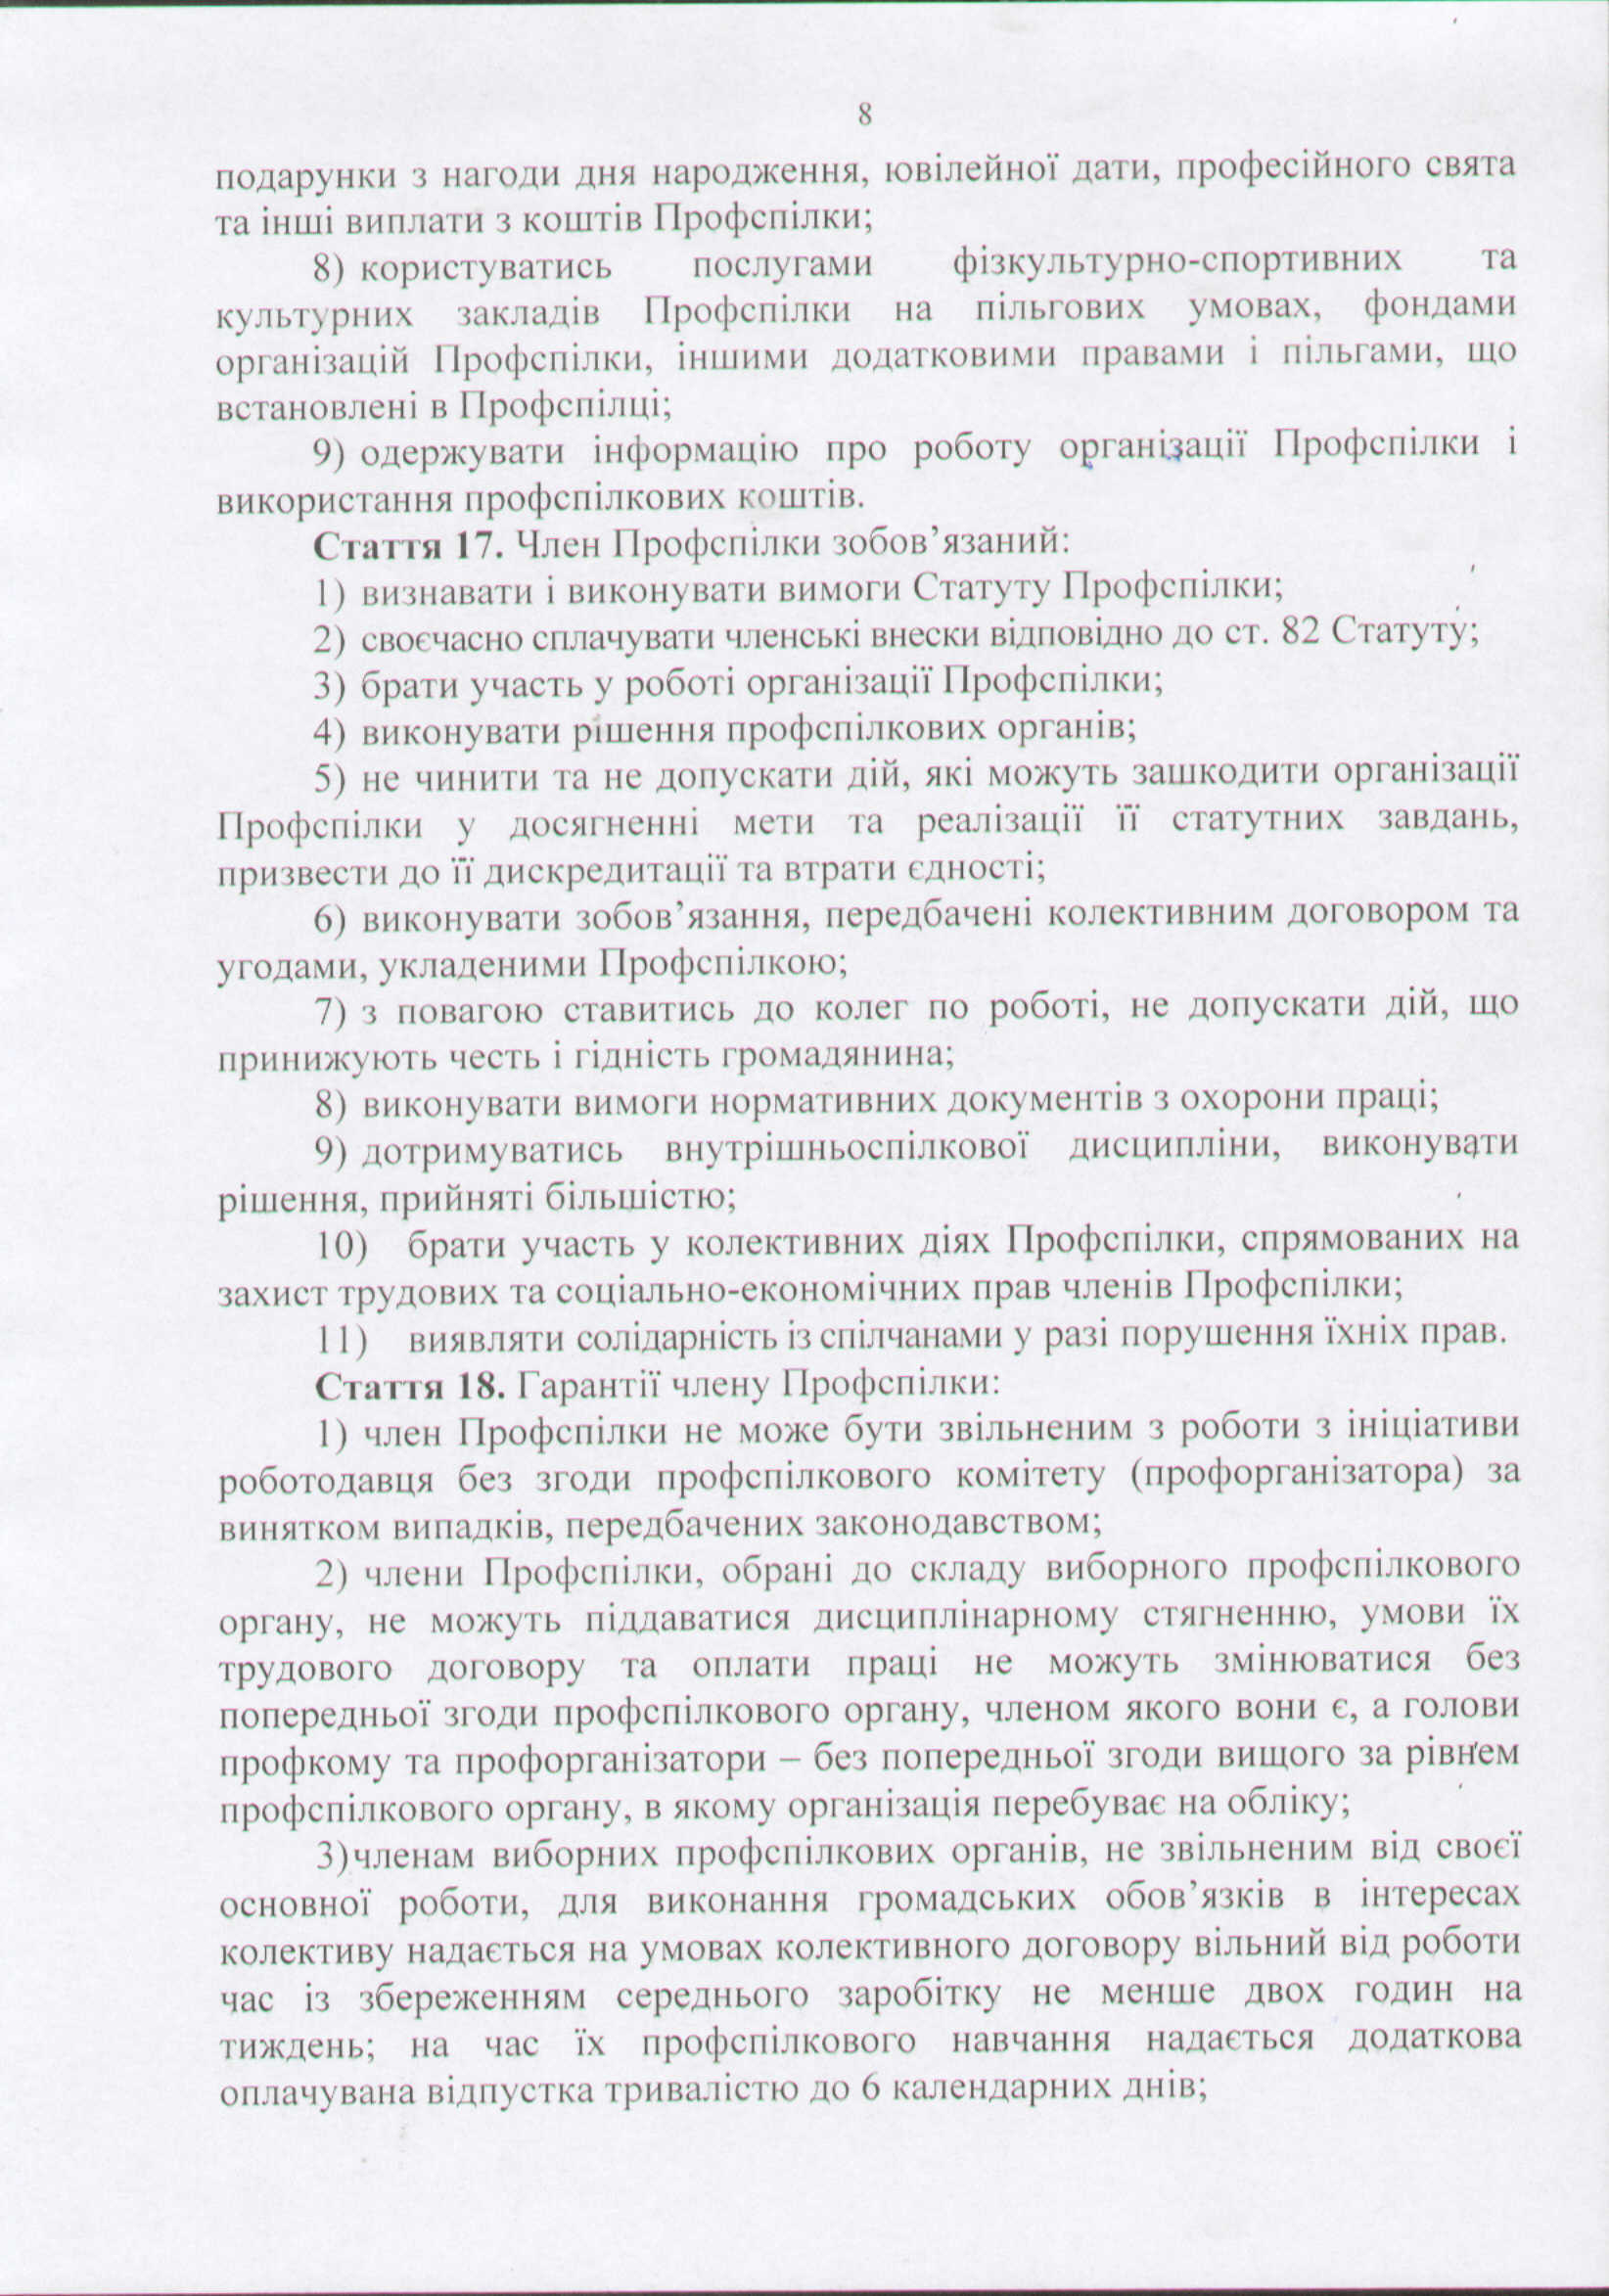 8
подарунки з нагоди дня народження, ювілейної дати, професійного свята
та інші виплати з коштів Профспілки;
8) користуватись послугами фізкультурно-спортивних та
культурних закладів Профспілки на пільгових умовах, фондами
організацій Профспілки, іншими додатковими правами і пільгами, що
встановлені в Профспілці;
9) одержувати інформацію про роботу організації Профспілки і
використання профспілкових коштів.
Стаття 17. Член Профспілки зобов’язаний:
1) визнавати і виконувати вимоги Статуту Профспілки;
2) своєчасно сплачувати членські внески відповідно до ст. 82 Статуту;
3) брати участь у роботі організації Профспілки;
4) виконувати рішення профспілкових органів;
5) не чинити та не допускати дій, які можуть зашкодити організації
Профспілки у досягненні мети та реалізації її статутних завдань,
призвести до її дискредитації та втрати єдності;
6) виконувати зобов’язання, передбачені колективним договором та
угодами, укладеними Профспілкою;
7) з повагою ставитись до колег по роботі, не допускати дій, що
принижують честь і гідність громадянина;
8) виконувати вимоги нормативних документів з охорони праці;
9) дотримуватись внутрішньоспілкової дисципліни, виконувати
рішення, прийняті більшістю;
10) брати участь у колективних діях Профспілки, спрямованих на
захист трудових та соціально-економічних прав членів Профспілки;
11) виявляти солідарність із спілчанами у разі порушення їхніх прав.
Стаття 18. Гарантії члену Профспілки:
1) член Профспілки не може бути звільненим з роботи з ініціативи
роботодавця без згоди профспілкового комітету (профорганізатора) за
винятком випадків, передбачених законодавством;
2) члени Профспілки, обрані до складу виборного профспілкового
органу, не можуть піддаватися дисциплінарному стягненню, умови їх
трудового договору та оплати праці не можуть змінюватися без
попередньої згоди профспілкового органу, членом якого вони є, а голови
профкому та профорганізатори – без попередньої згоди вищого за рівнем
профспілкового органу, в якому організація перебуває на обліку;
3)членам виборних профспілкових органів, не звільненим від своєї
основної роботи, для виконання громадських обов’язків в інтересах
колективу надається на умовах колективного договору вільний від роботи
час із збереженням середнього заробітку не менше двох годин на
тиждень; на час їх профспілкового навчання надається додаткова
оплачувана відпустка тривалістю до 6 календарних днів;